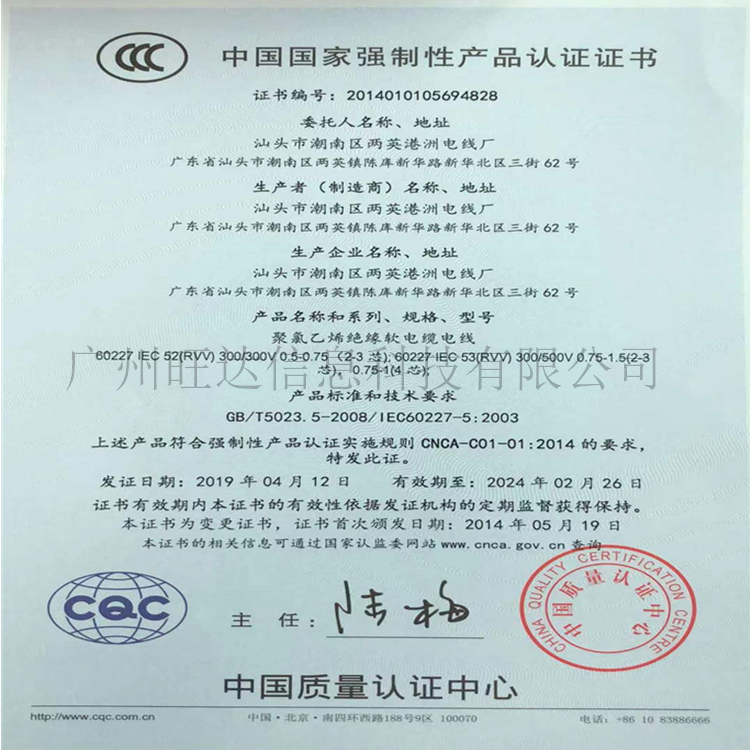 中国国家强制性产品认证证书
证书编号：2014010105694828
委托人名称、地址
汕头市潮南区两英港洲电线厂
广东省汕头市潮南区两英镇陈库新华路新华北区三街 62 号
生产者（制造商）名称、地址
汕头市潮南区两英港洲电线厂
广东省汕头市潮南区两英镇陈库新华路新华北区三街 62 号
生产企业名称、地址
汕头市潮南区两英港洲电线厂
广东省汕头市潮南区两英镇陈库新华路新华北区三街 62 号
产品名称和系列、规格、型号
聚氯乙烯绝缘软电缆电线
60227 IEC 52(RVV) 300/300V 0.5-0.75（2-3 芯); 60227 IEC 53(RVV) 300/500V 0.75-1.5(2-3
芯)，0.75-1(4 芯);
广州旺达信息科技有限公司
产品标准和技术要求
GB/T5023.5-2008/IEC60227-5:2003
上述产品符合强制性产品认证实施规则 CNCA-C01-01:2014 的要求，
特发此证。
发证日期：2019 年 04 月 12 日 有效期至：2024 年 02 月 26 日
证书有效期内本证书的有效性依据发证机构的定期监督获得保持。
本证书为变更证书，证书首次颁发日期：2014 年 05 月 19 日
本证书的相关信息可通过国家认监委网站 www.cnca.gov.cn 查询
CHINA QUALITY CERTIFICATION CENTRE
中国质量认证中心
CQC
主 任：
陆梅
中国质量认证中心
http://www.cqc.com.cn
中国·北京·南四环西路188号9区 100070
电话：+86 10 83886666